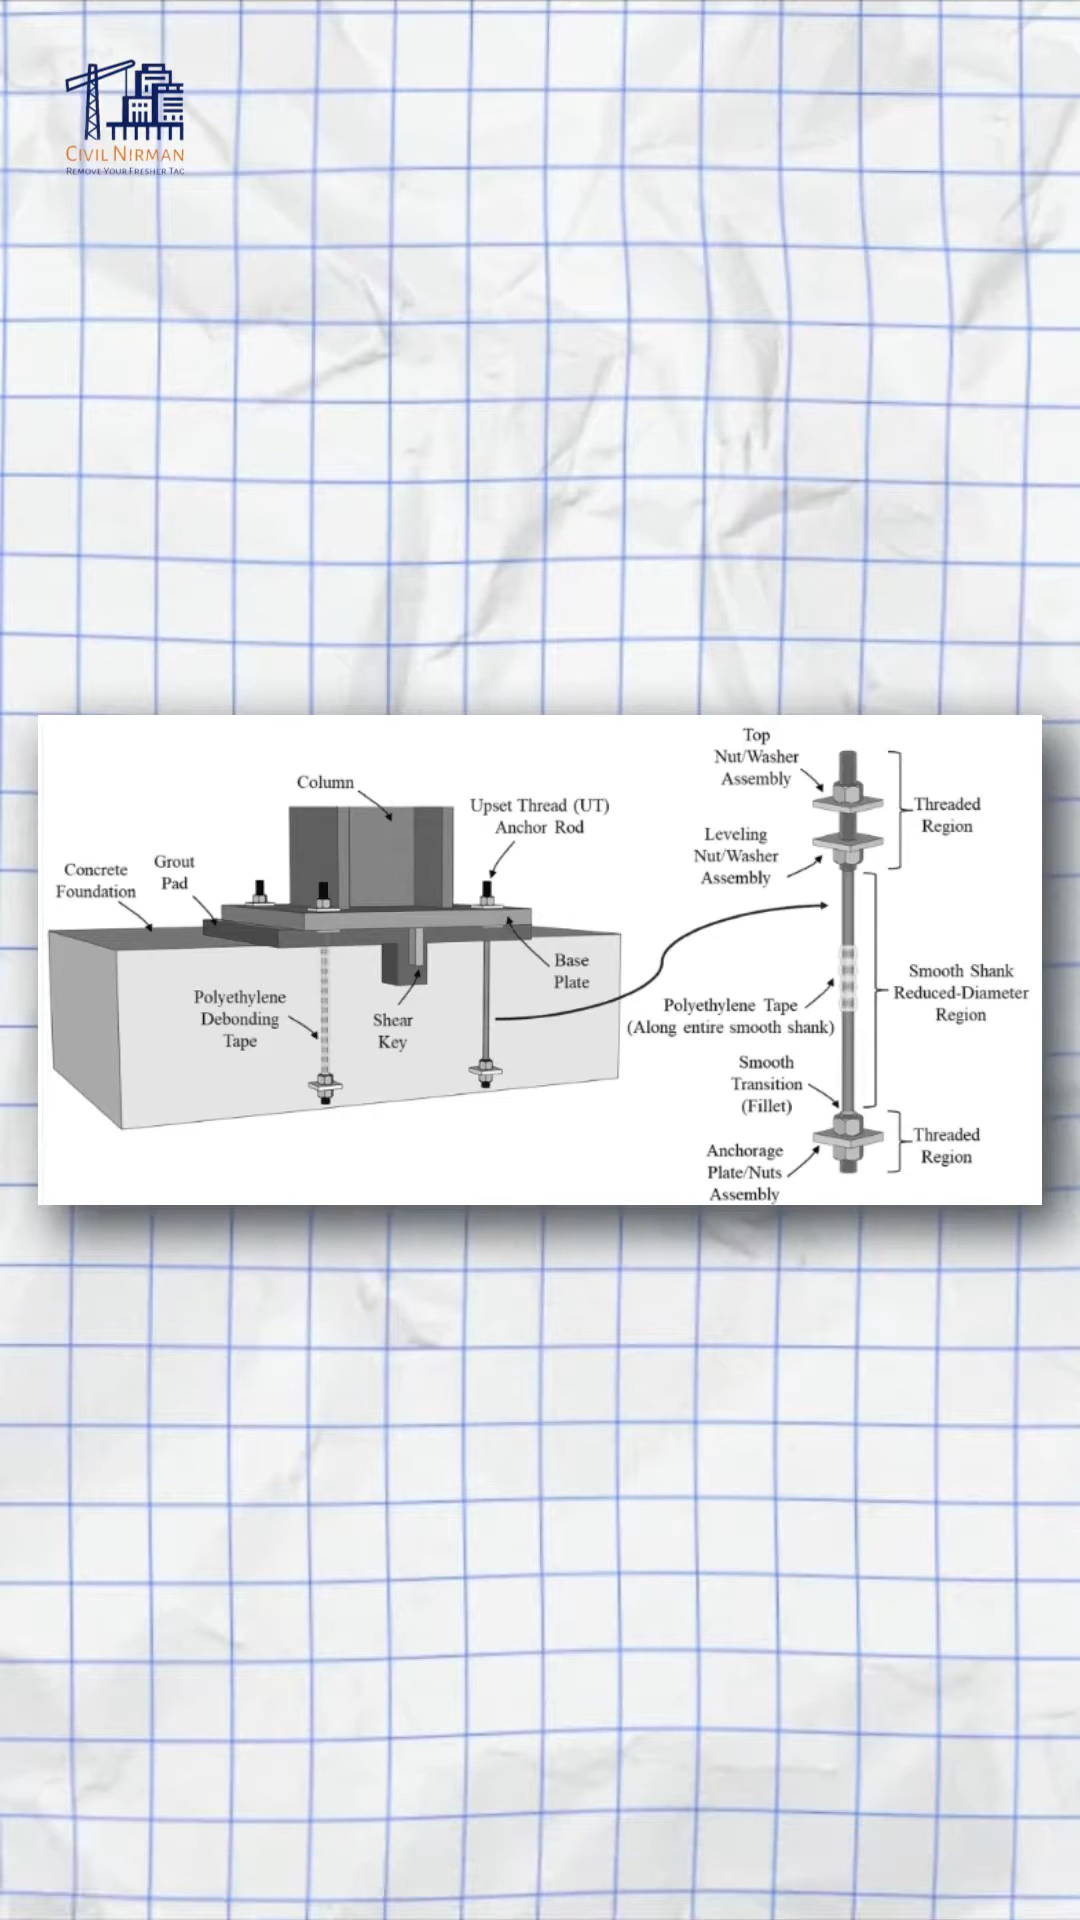 CIVIL NIRMAN
REMOVE YOUR FRESHER TAG
Column
Upset Thread (UT)
Anchor Rod
Concrete
Foundation
Grout
Pad
Base
Plate
Polyethylene
Debonding
Tape
Shear
Key
Top
Nut/Washer
Assembly
Threaded
Region
Leveling
Nut/Washer
Assembly
Smooth Shank
Reduced-Diameter
Region
Polyethylene Tape
(Along entire smooth shank)
Smooth
Transition
(Fillet)
Threaded
Region
Anchorage
Plate/Nuts
Assembly